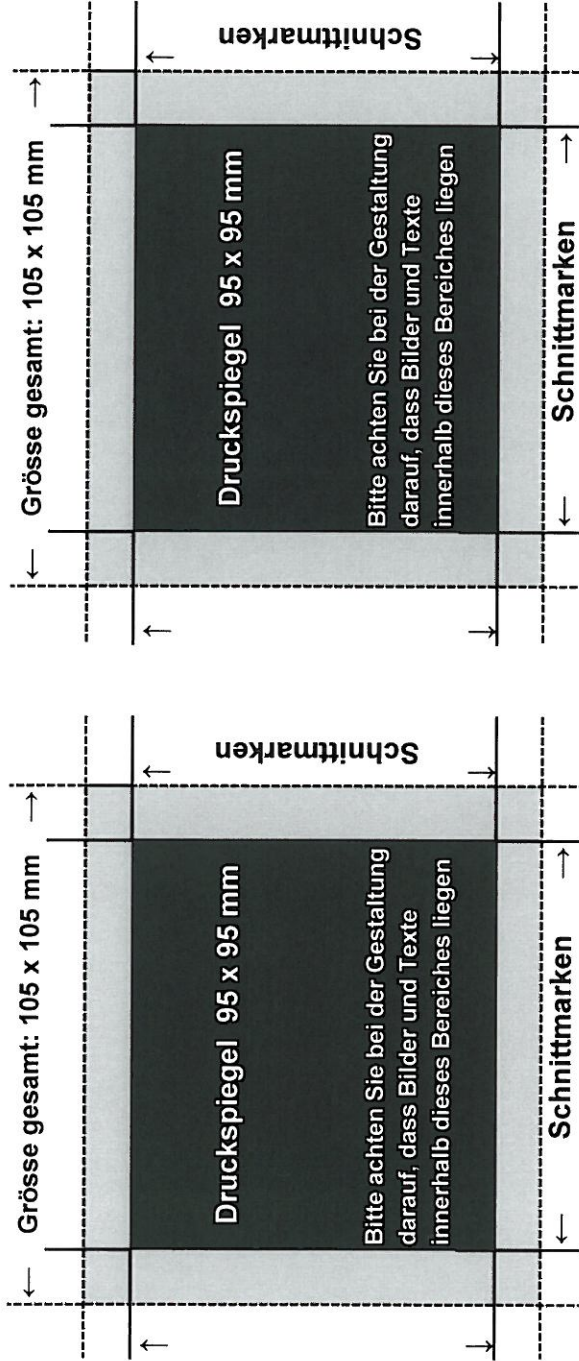 Grösse gesamt: 105 x 105 mm
Druckspiegel 95 x 95 mm
Bitte achten Sie bei der Gestaltung
darauf, dass Bilder und Texte
innerhalb dieses Bereiches liegen
Schnittmarken
Schnittmarken
Grösse gesamt: 105 x 105 mm
Druckspiegel 95 x 95 mm
Bitte achten Sie bei der Gestaltung
darauf, dass Bilder und Texte
innerhalb dieses Bereiches liegen
Schnittmarken
Schnittmarken